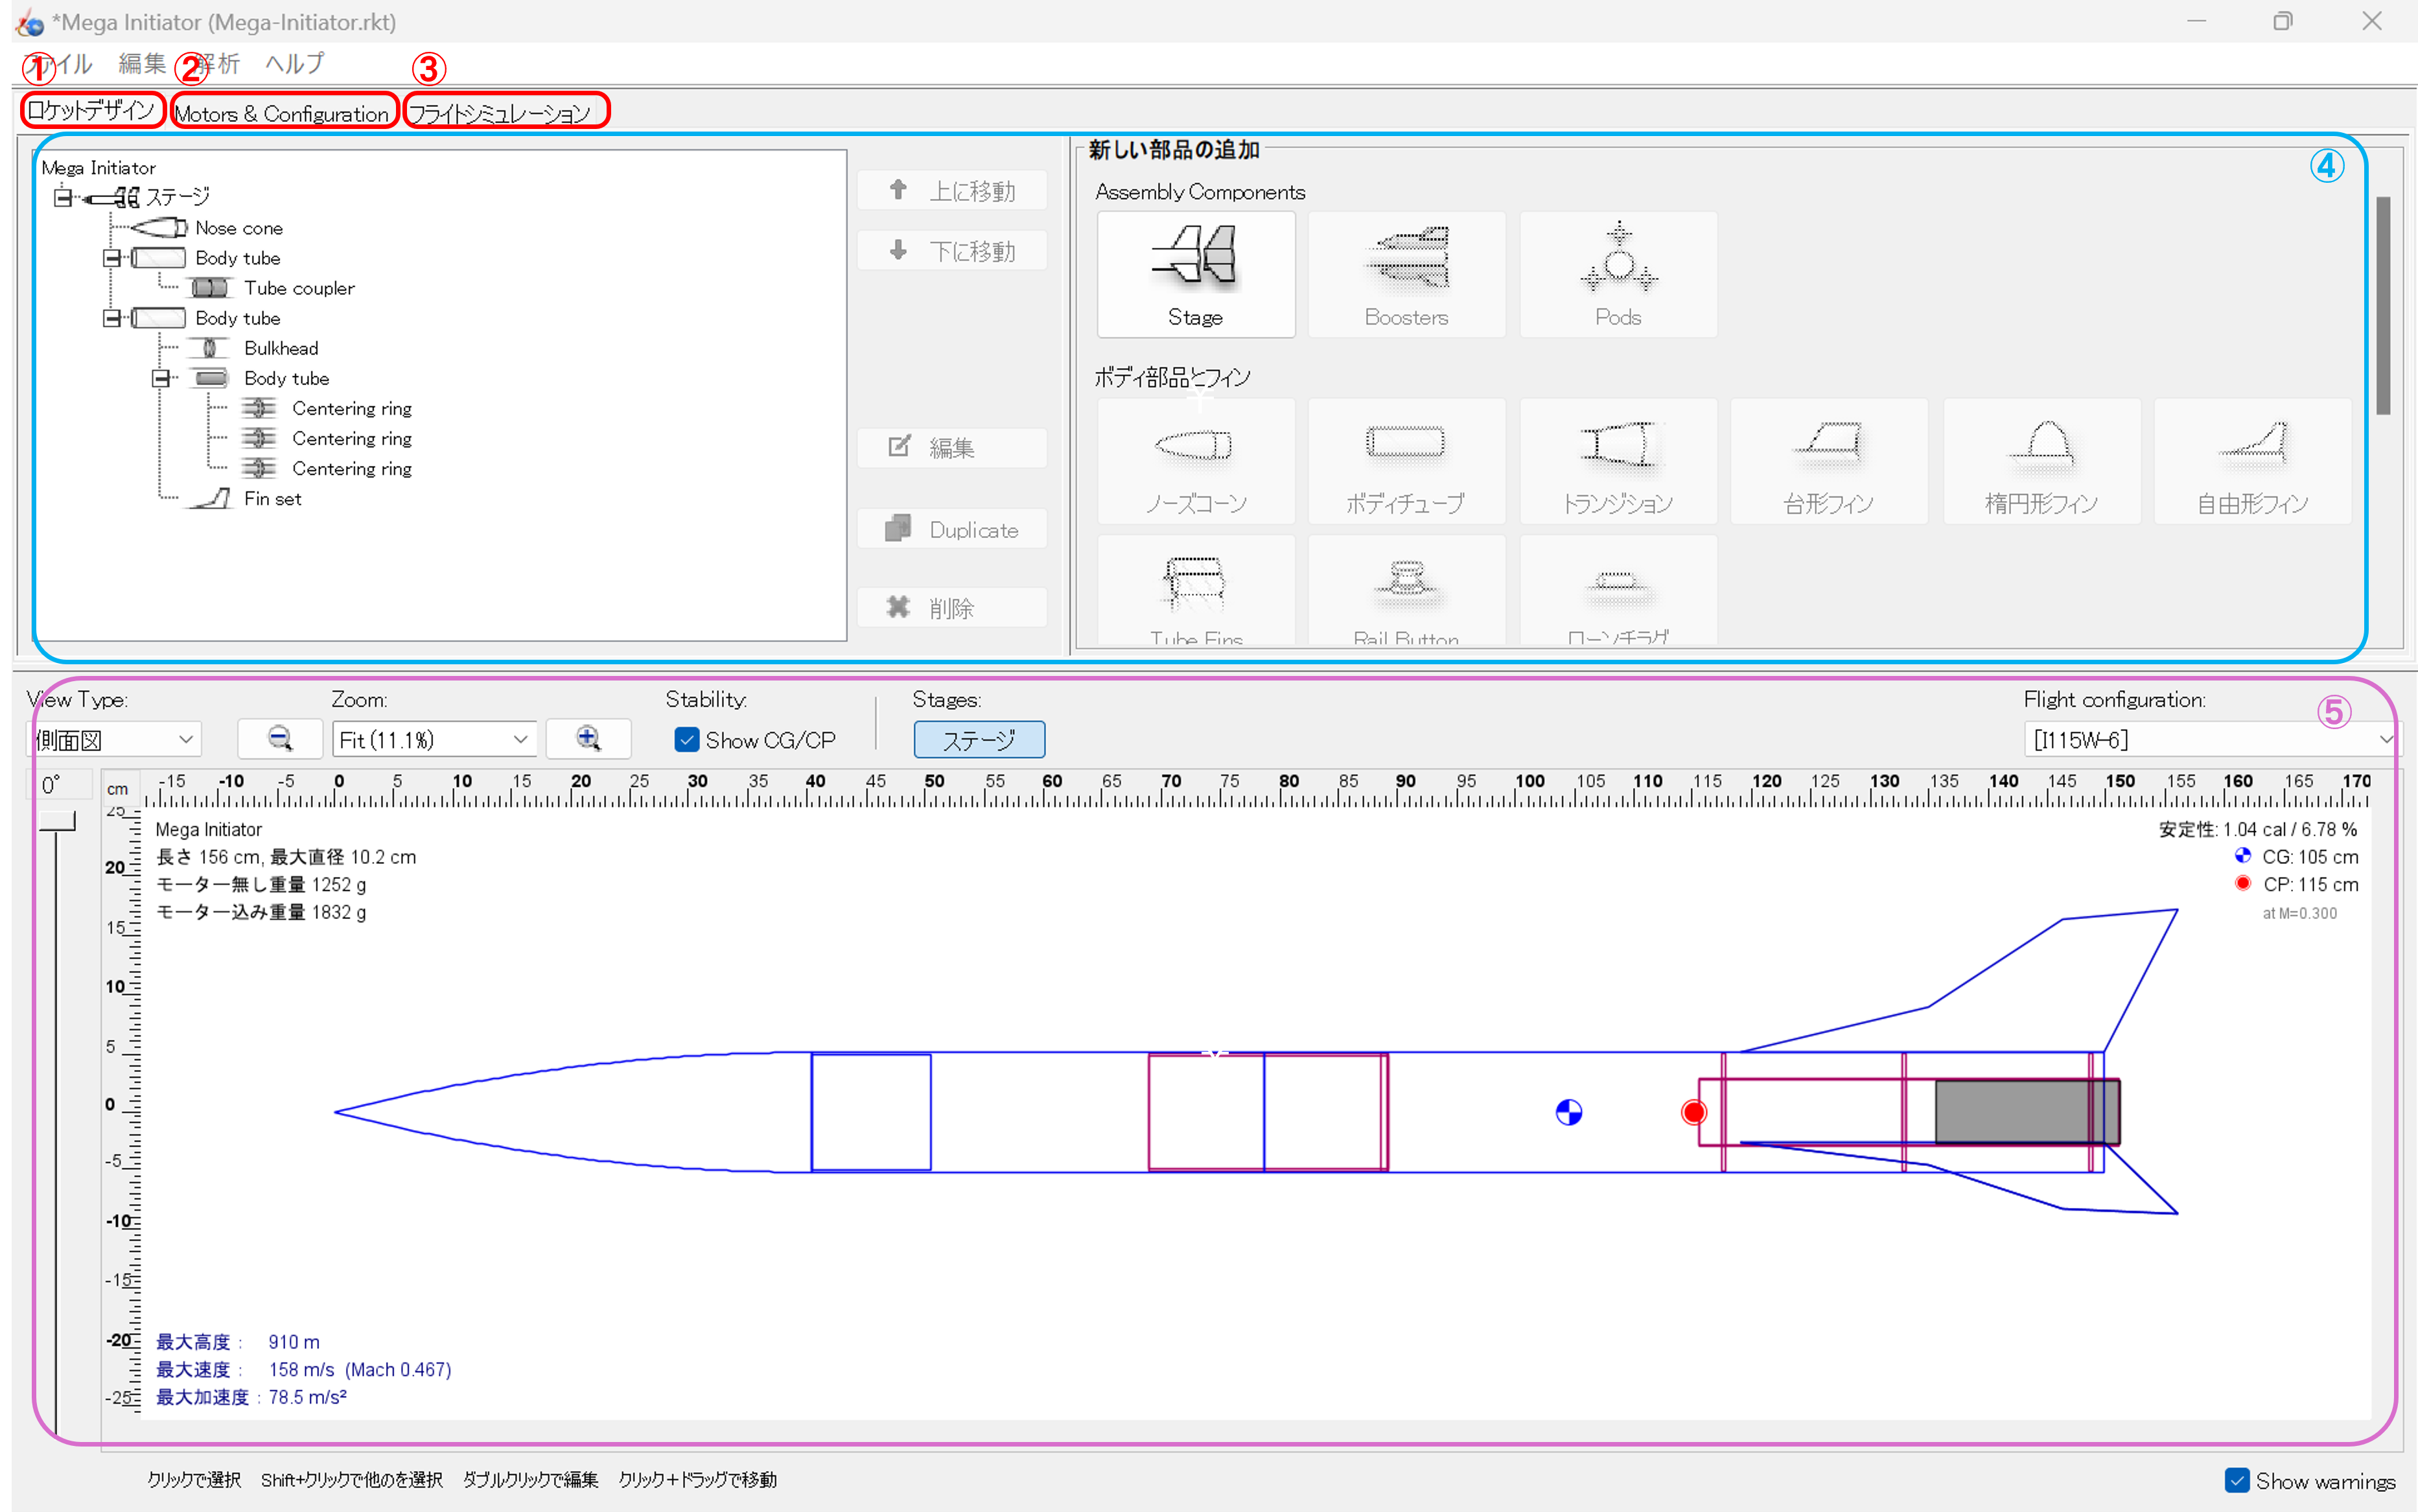 *Mega Initiator (Mega-Initiator.rkt)
ファイル 編集 解析 ヘルプ
① ② ③
ロケットデザイン Motors & Configuration フライトシミュレーション
④
Mega Initiator
ステージ
Nose cone
Body tube
Tube coupler
Body tube
Bulkhead
Body tube
Centering ring
Centering ring
Centering ring
Fin set
上に移動
下に移動
編集
Duplicate
削除
新しい部品の追加
Assembly Components
Stage Boosters Pods
ボディ部品とフィン
ノーズコーン ボディチューブ トランジション 台形フィン 楕円形フィン 自由形フィン
Tube Fins Rail Button ローンチラグ
View Type: Zoom: Stability: Stages: Flight configuration:
⑤
側面図 Fit (11.1%) Show CG/CP ステージ [I115W-6]
0°
cm -15 -10 -5 0 5 10 15 20 25 30 35 40 45 50 55 60 65 70 75 80 85 90 95 100 105 110 115 120 125 130 135 140 145 150 155 160 165 170
25
20
15
10
5
0
-5
-10
-15
-20
-25
Mega Initiator
長さ 156 cm, 最大直径 10.2 cm
モーター無し重量 1252 g
モーター込み重量 1832 g
安定性: 1.04 cal / 6.78 %
CG: 105 cm
CP: 115 cm
at M=0.300
最大高度 : 910 m
最大速度 : 158 m/s (Mach 0.467)
最大加速度 : 78.5 m/s²
クリックで選択 Shift+クリックで他のを選択 ダブルクリックで編集 クリック+ドラッグで移動
Show warnings